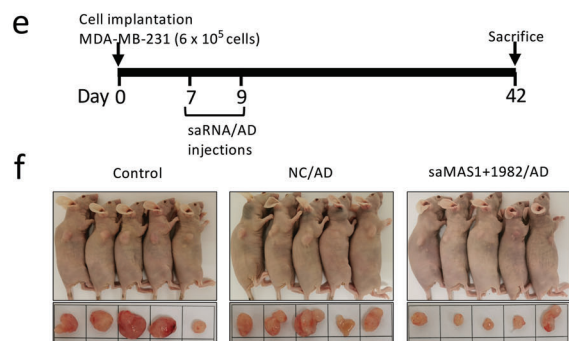 e
Cell implantation
MDA-MB-231 (6 x 10⁵ cells)
Sacrifice
Day 0
7
9
42
saRNA/AD
injections
f
Control
NC/AD
saMAS1+1982/AD